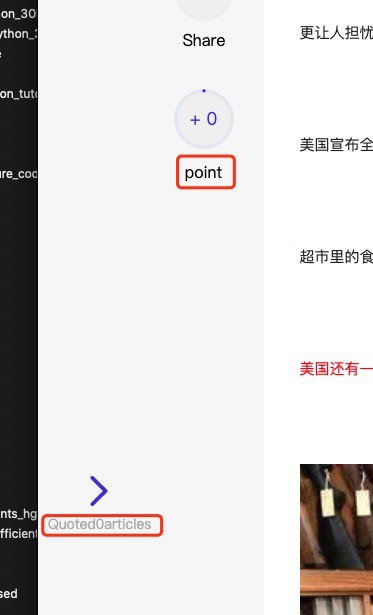 on_30
ython_3
e
on_tuto
ure_coo
nts_hg
fficient
sed
Share
+ 0
point
Quoted0articles
更让人担忧
美国宣布全
超市里的食
美国还有一